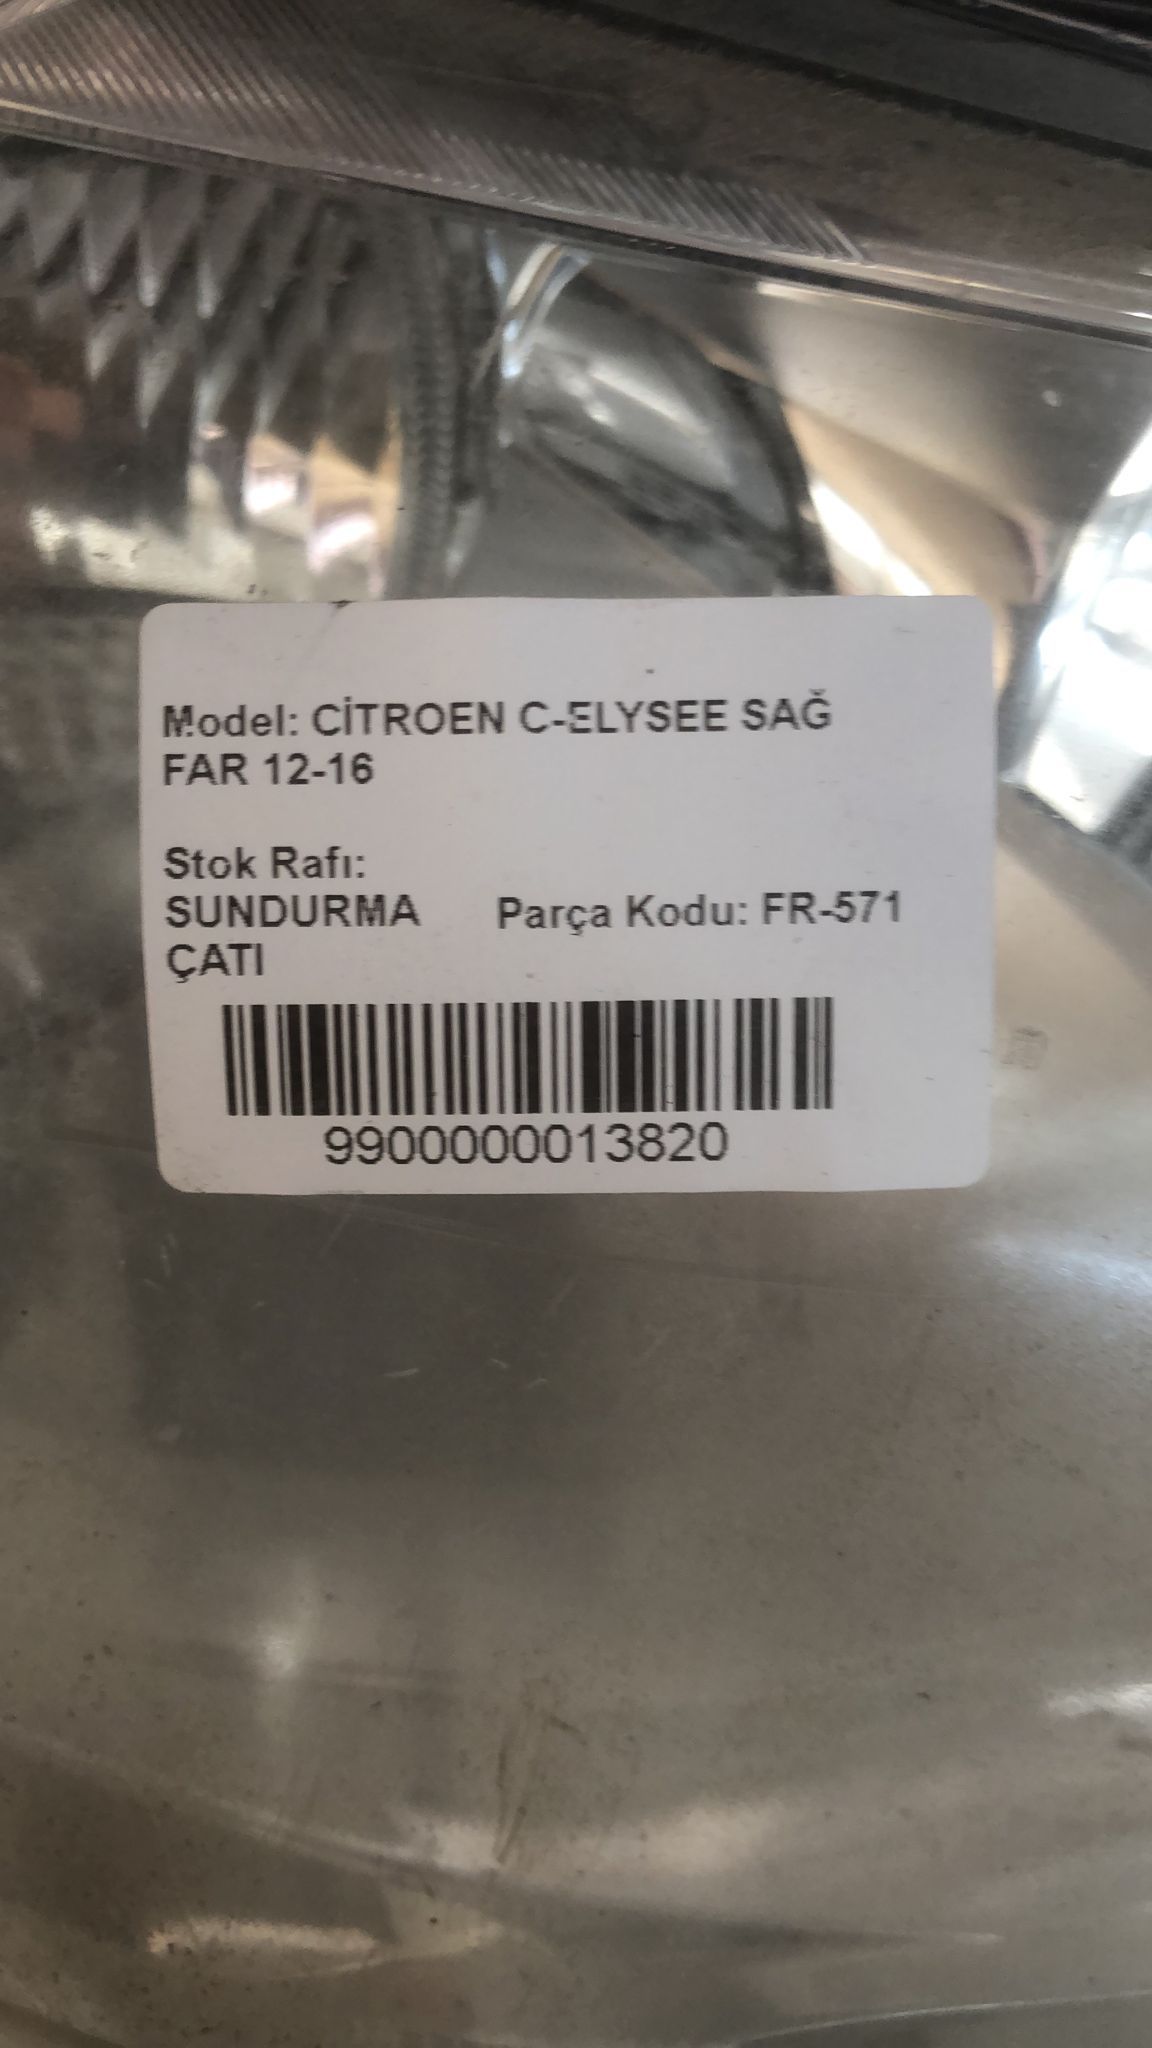 Model: CİTROEN C-ELYSEE SAĞ
FAR 12-16
Stok Rafı:
SUNDURMA
ÇATI
Parça Kodu: FR-571
9900000013820